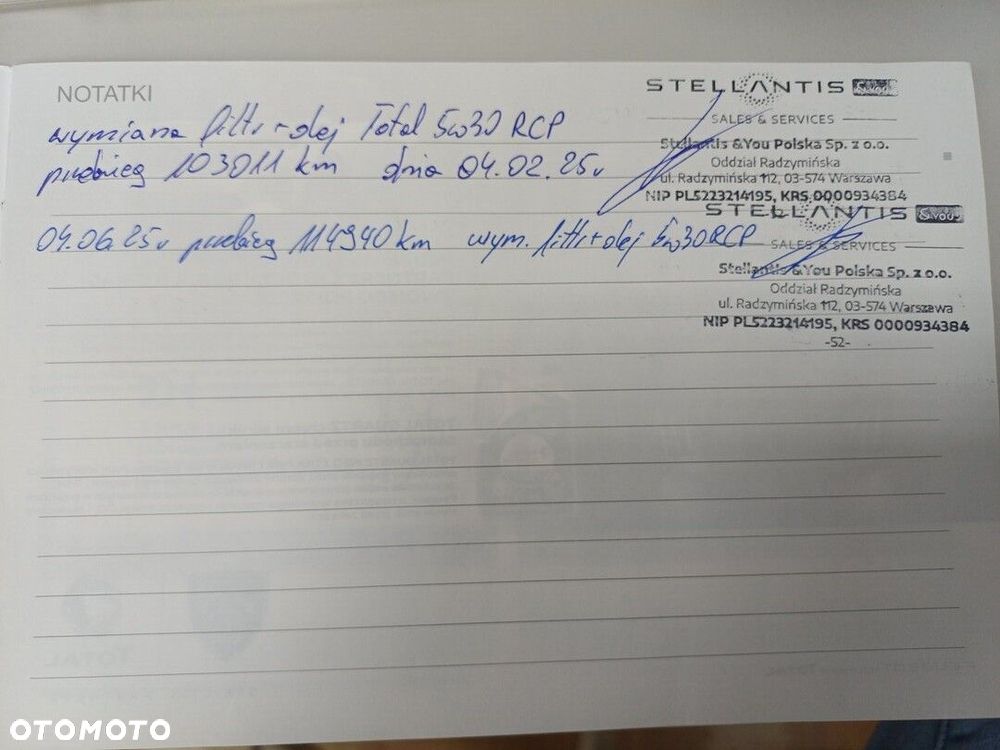 NOTATKI
wymiana filtr + olej Total 5w30 RCP
przebieg 103011 km dnia 04.02.25r
STELLANTIS &You
SALES & SERVICES
Stellantis &You Polska Sp. z o.o.
Oddział Radzymińska
ul. Radzymińska 112, 03-574 Warszawa
NIP PL5223214195, KRS 0000934384
04.06.25r przebieg 114940 km wym. filtr + olej 5w30 RCP
STELLANTIS &You
SALES & SERVICES
Stellantis &You Polska Sp. z o.o.
Oddział Radzymińska
ul. Radzymińska 112, 03-574 Warszawa
NIP PL5223214195, KRS 0000934384
-52-
OTOMOTO